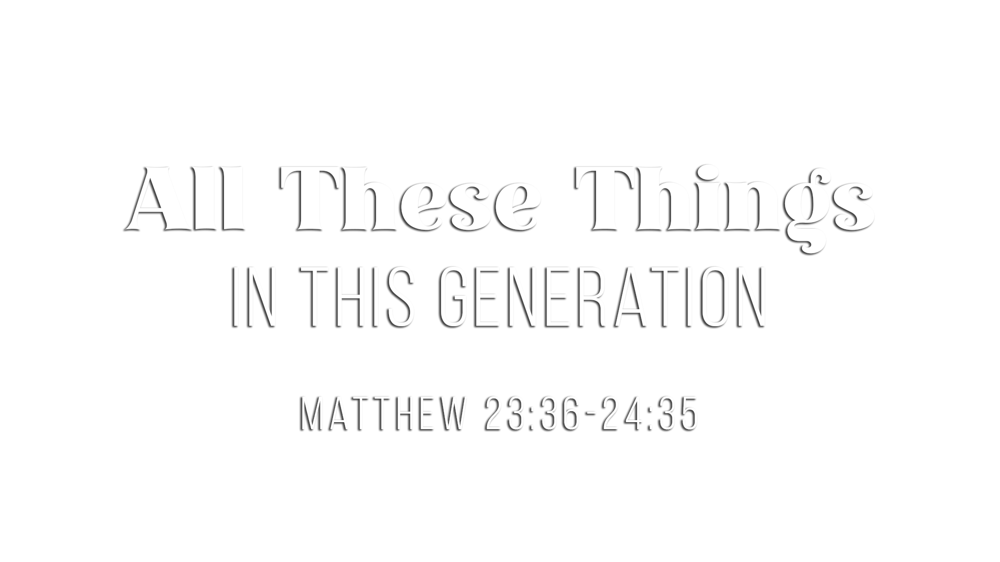 All These Things
IN THIS GENERATION
MATTHEW 23:36-24:35